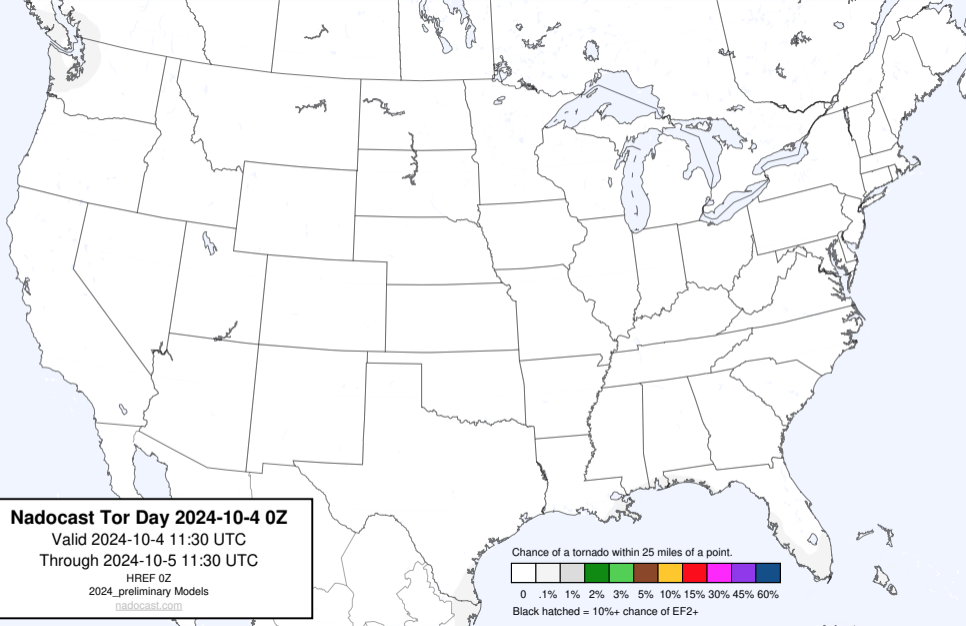 Nadocast Tor Day 2024-10-4 0Z
Valid 2024-10-4 11:30 UTC
Through 2024-10-5 11:30 UTC
HREF 0Z
2024_preliminary Models
nadocast.com
Chance of a tornado within 25 miles of a point.
0 .1% 1% 2% 3% 5% 10% 15% 30% 45% 60%
Black hatched = 10%+ chance of EF2+